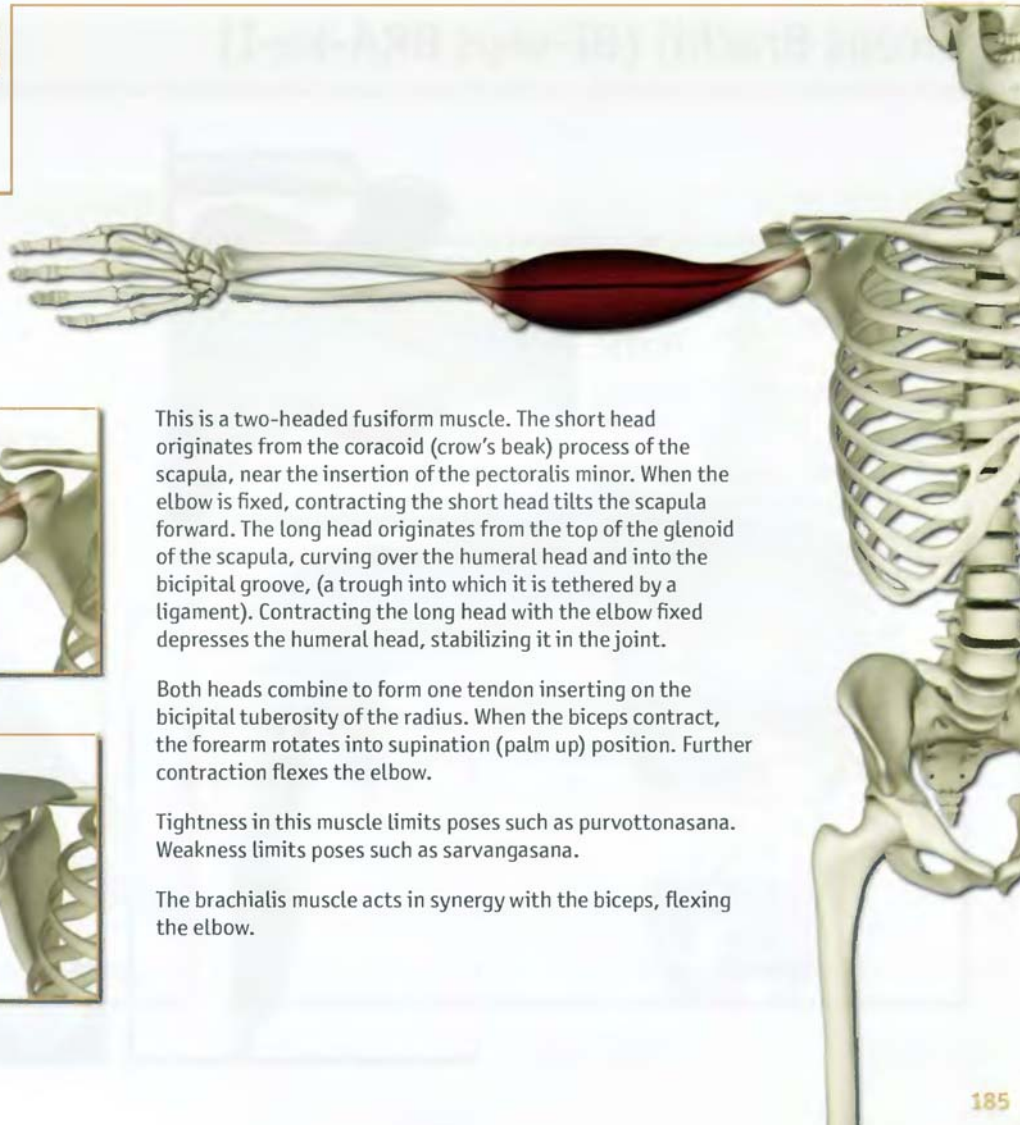 This is a two-headed fusiform muscle. The short head
originates from the coracoid (crow's beak) process of the
scapula, near the insertion of the pectoralis minor. When the
elbow is fixed, contracting the short head tilts the scapula
forward. The long head originates from the top of the glenoid
of the scapula, curving over the humeral head and into the
bicipital groove, (a trough into which it is tethered by a
ligament). Contracting the long head with the elbow fixed
depresses the humeral head, stabilizing it in the joint.
Both heads combine to form one tendon inserting on the
bicipital tuberosity of the radius. When the biceps contract,
the forearm rotates into supination (palm up) position. Further
contraction flexes the elbow.
Tightness in this muscle limits poses such as purvottonasana.
Weakness limits poses such as sarvangasana.
The brachialis muscle acts in synergy with the biceps, flexing
the elbow.
185